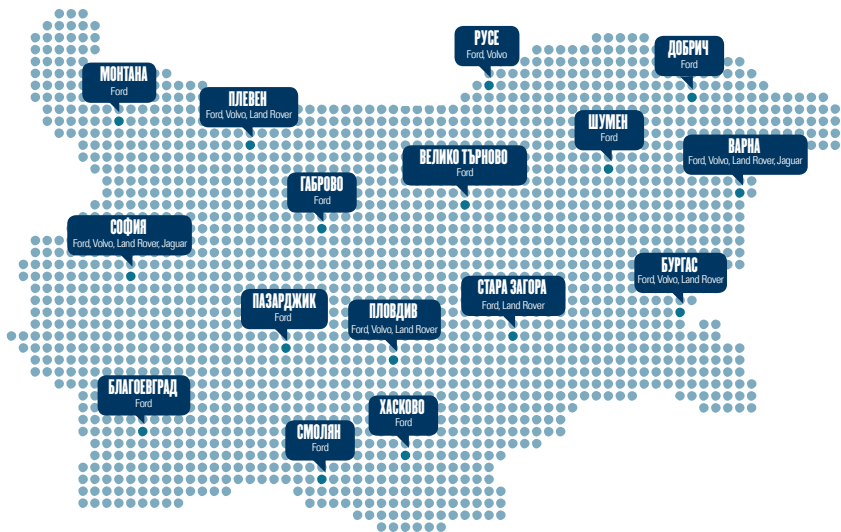 РУСЕ
Ford, Volvo
ДОБРИЧ
Ford
МОНТАНА
Ford
ПЛЕВЕН
Ford, Volvo, Land Rover
ШУМЕН
Ford
ВАРНА
Ford, Volvo, Land Rover, Jaguar
ВЕЛИКО ТЪРНОВО
Ford
ГАБРОВО
Ford
СОФИЯ
Ford, Volvo, Land Rover, Jaguar
БУРГАС
Ford, Volvo, Land Rover
СТАРА ЗАГОРА
Ford, Land Rover
ПАЗАРДЖИК
Ford
ПЛОВДИВ
Ford, Volvo, Land Rover
БЛАГОЕВГРАД
Ford
ХАСКОВО
Ford
СМОЛЯН
Ford